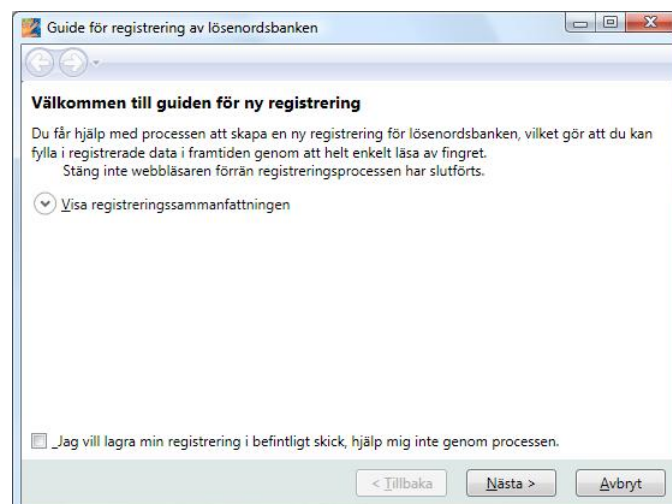 Guide för registrering av lösenordsbanken
Välkommen till guiden för ny registrering
Du får hjälp med processen att skapa en ny registrering för lösenordsbanken, vilket gör att du kan
fylla i registrerade data i framtiden genom att helt enkelt läsa av fingret.
Stäng inte webbläsaren förrän registreringsprocessen har slutförts.
Visa registreringssammanfattningen
_Jag vill lagra min registrering i befintligt skick, hjälp mig inte genom processen.
< Tillbaka Nästa > Avbryt